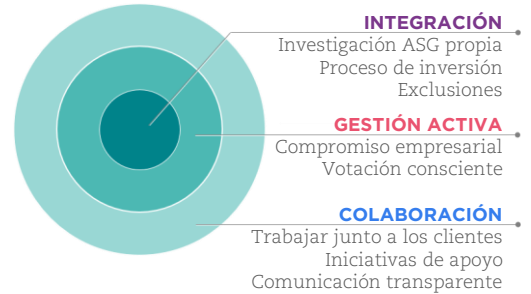 INTEGRACIÓN
Investigación ASG propia
Proceso de inversión
Exclusiones
GESTIÓN ACTIVA
Compromiso empresarial
Votación consciente
COLABORACIÓN
Trabajar junto a los clientes
Iniciativas de apoyo
Comunicación transparente